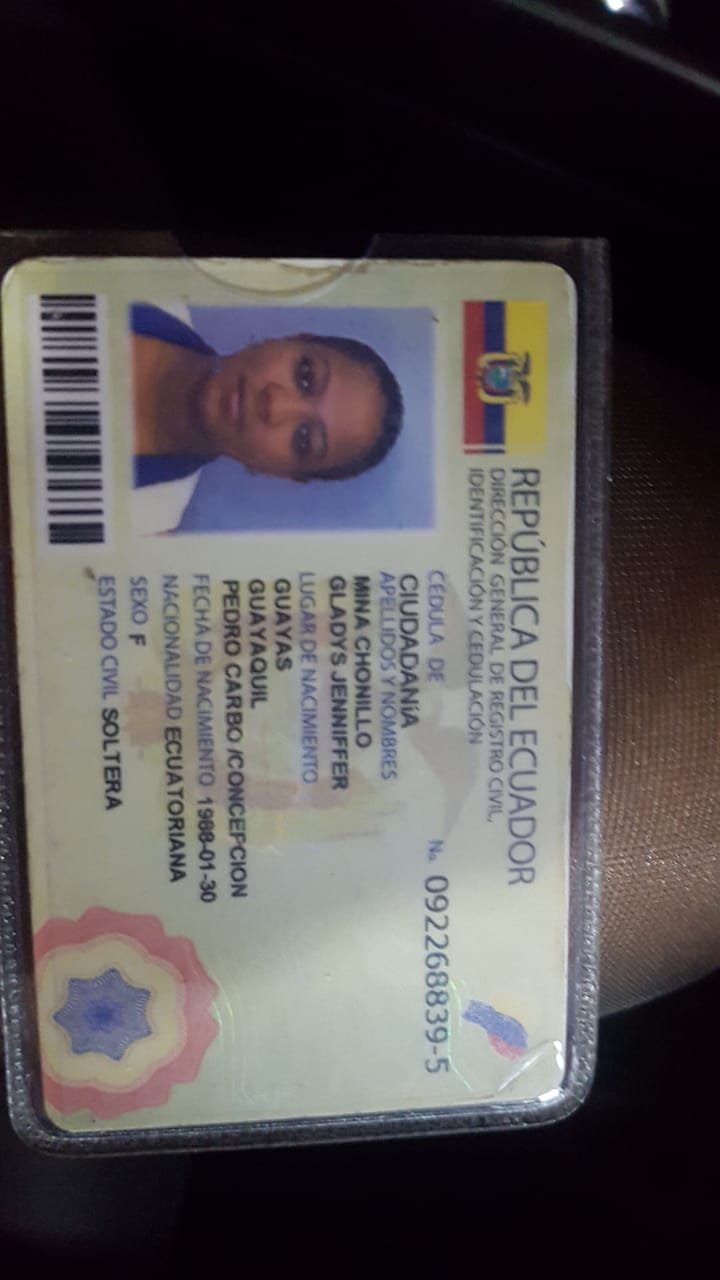 REPÚBLICA DEL ECUADOR
DIRECCIÓN GENERAL DE REGISTRO CIVIL,
IDENTIFICACIÓN Y CEDULACIÓN
CÉDULA DE No. 092268839-5
CIUDADANÍA
APELLIDOS Y NOMBRES
MINA CHONILLO
GLADYS JENNIFFER
LUGAR DE NACIMIENTO
GUAYAS
GUAYAQUIL
PEDRO CARBO /CONCEPCION
FECHA DE NACIMIENTO 1988-01-30
NACIONALIDAD ECUATORIANA
SEXO F
ESTADO CIVIL SOLTERA